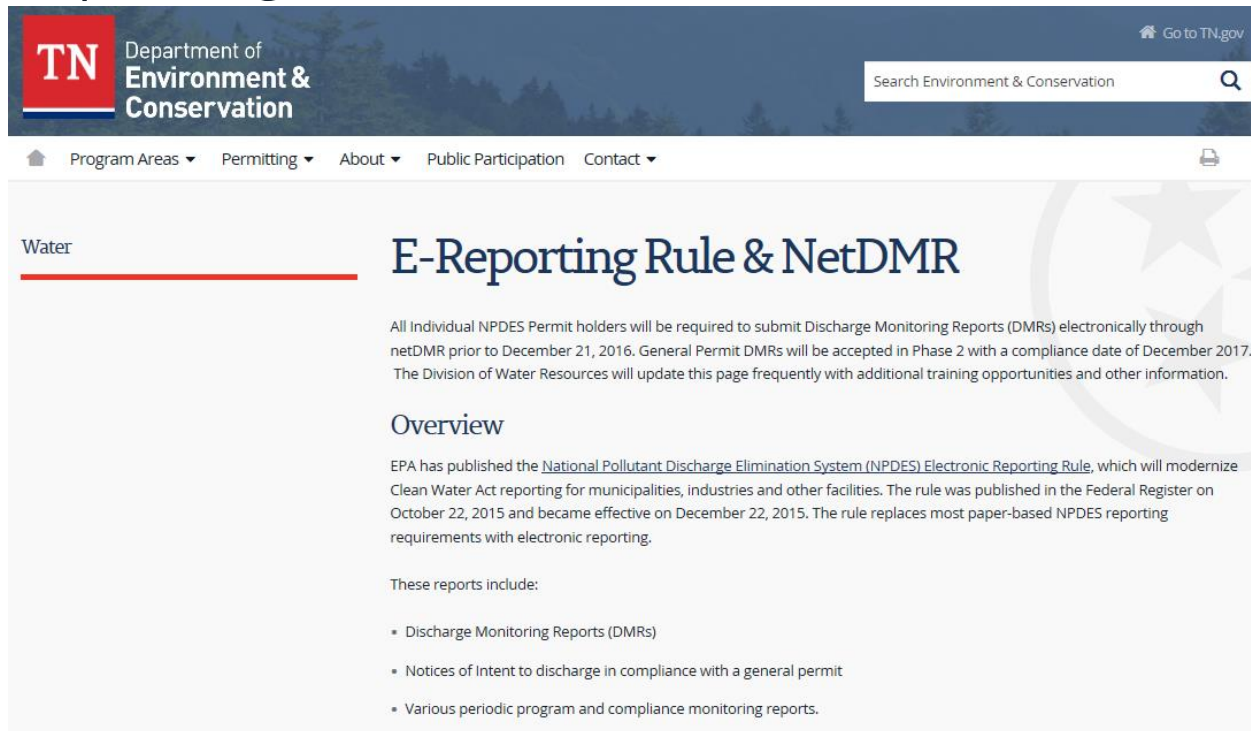 TN
Department of
Environment &
Conservation
Go to TN.gov
Search Environment & Conservation
Program Areas Permitting About Public Participation Contact
Water
E-Reporting Rule & NetDMR
All Individual NPDES Permit holders will be required to submit Discharge Monitoring Reports (DMRs) electronically through
netDMR prior to December 21, 2016. General Permit DMRs will be accepted in Phase 2 with a compliance date of December 2017.
The Division of Water Resources will update this page frequently with additional training opportunities and other information.
Overview
EPA has published the National Pollutant Discharge Elimination System (NPDES) Electronic Reporting Rule, which will modernize
Clean Water Act reporting for municipalities, industries and other facilities. The rule was published in the Federal Register on
October 22, 2015 and became effective on December 22, 2015. The rule replaces most paper-based NPDES reporting
requirements with electronic reporting.
These reports include:
▪ Discharge Monitoring Reports (DMRs)
▪ Notices of Intent to discharge in compliance with a general permit
▪ Various periodic program and compliance monitoring reports.